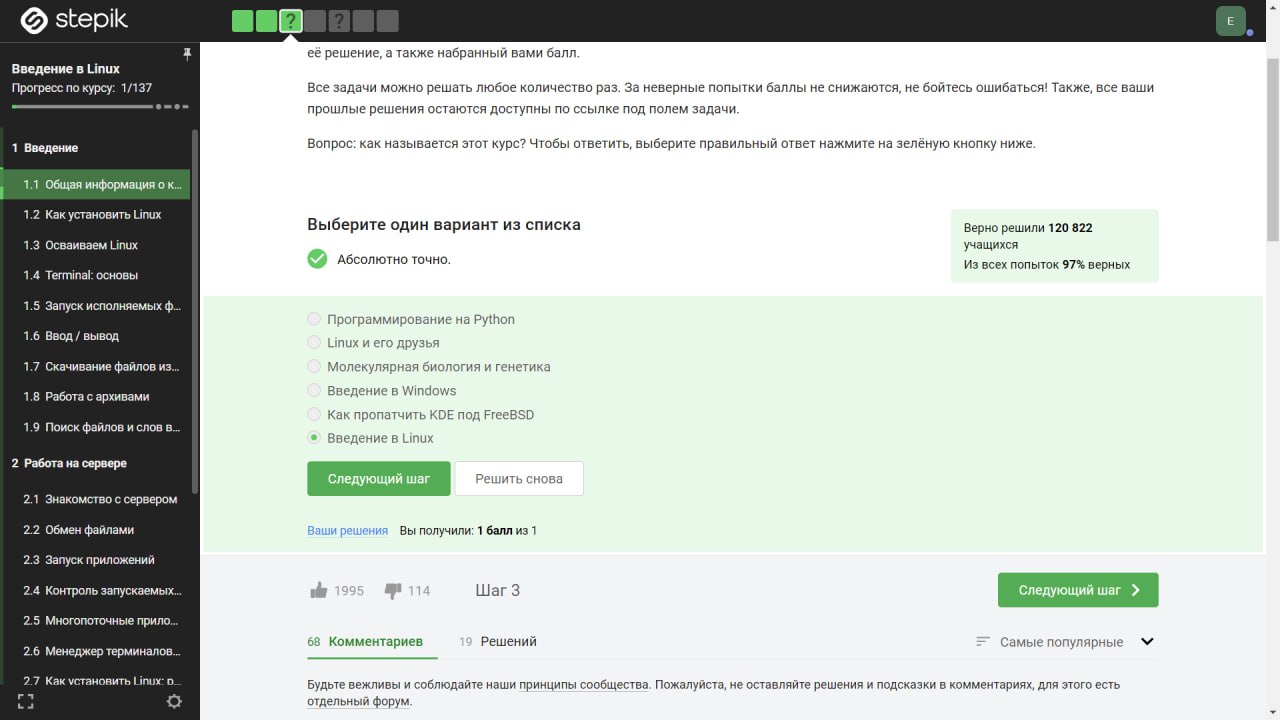 stepik
?
?
E
Введение в Linux
Прогресс по курсу: 1/137
1 Введение
1.1 Общая информация о к...
1.2 Как установить Linux
1.3 Осваиваем Linux
1.4 Terminal: основы
1.5 Запуск исполняемых ф...
1.6 Ввод / вывод
1.7 Скачивание файлов из...
1.8 Работа с архивами
1.9 Поиск файлов и слов в...
2 Работа на сервере
2.1 Знакомство с сервером
2.2 Обмен файлами
2.3 Запуск приложений
2.4 Контроль запускаемых...
2.5 Многопоточные прило...
2.6 Менеджер терминалов...
2.7 Как установить Linux: р...
её решение, а также набранный вами балл.
Все задачи можно решать любое количество раз. За неверные попытки баллы не снижаются, не бойтесь ошибаться! Также, все ваши
прошлые решения остаются доступны по ссылке под полем задачи.
Вопрос: как называется этот курс? Чтобы ответить, выберите правильный ответ нажмите на зелёную кнопку ниже.
Выберите один вариант из списка
Абсолютно точно.
Верно решили 120 822
учащихся
Из всех попыток 97% верных
Программирование на Python
Linux и его друзья
Молекулярная биология и генетика
Введение в Windows
Как пропатчить KDE под FreeBSD
Введение в Linux
Следующий шаг Решить снова
Ваши решения Вы получили: 1 балл из 1
1995 114 Шаг 3 Следующий шаг
68 Комментариев 19 Решений Самые популярные
Будьте вежливы и соблюдайте наши принципы сообщества. Пожалуйста, не оставляйте решения и подсказки в комментариях, для этого есть
отдельный форум.